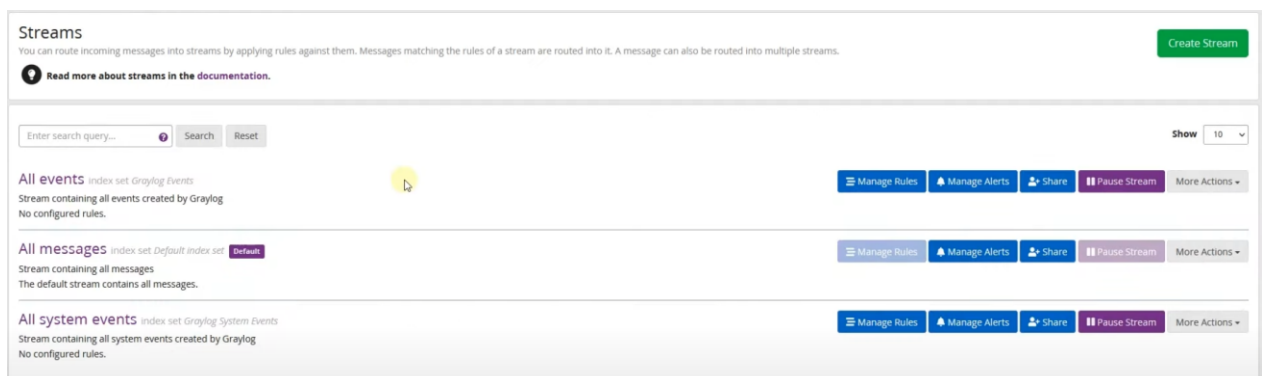 Streams
You can route incoming messages into streams by applying rules against them. Messages matching the rules of a stream are routed into it. A message can also be routed into multiple streams.
Create Stream
Read more about streams in the documentation.
Enter search query... Search Reset Show 10
All events index set Graylog Events Manage Rules Manage Alerts Share Pause Stream More Actions
Stream containing all events created by Graylog
No configured rules.
All messages index set Default index set Default Manage Rules Manage Alerts Share Pause Stream More Actions
Stream containing all messages
The default stream contains all messages.
All system events index set Graylog System Events Manage Rules Manage Alerts Share Pause Stream More Actions
Stream containing all system events created by Graylog
No configured rules.